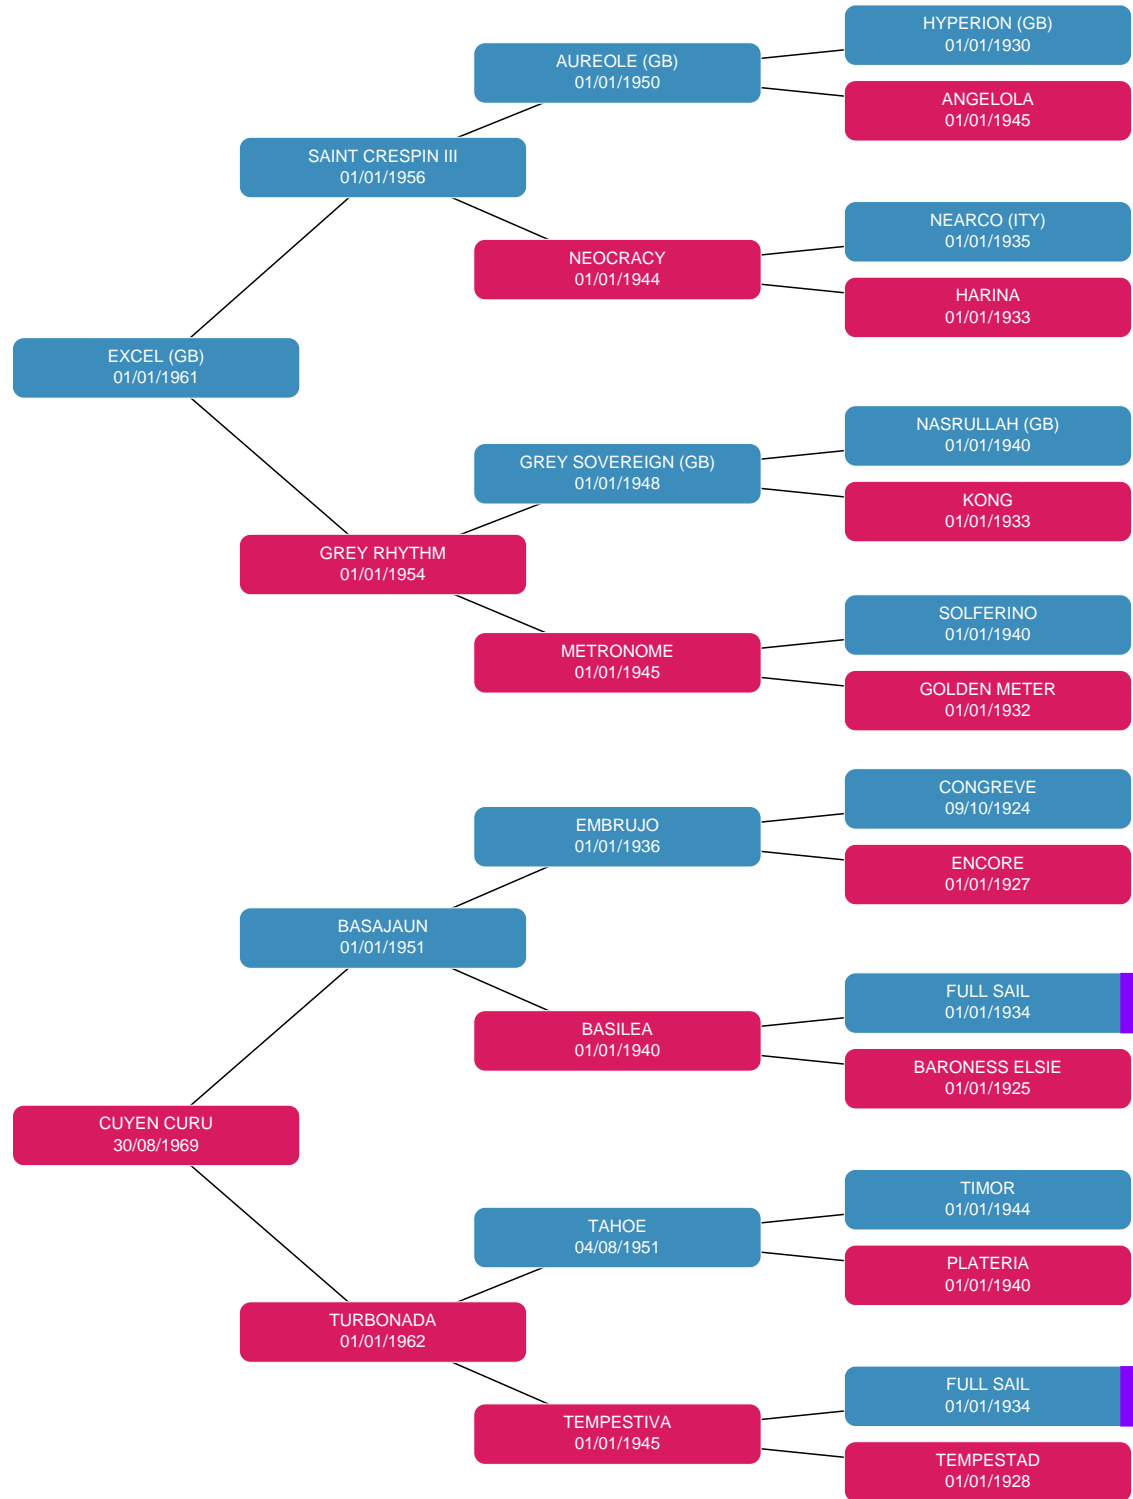 HYPERION (GB)
01/01/1930
AUREOLE (GB)
01/01/1950
ANGELOLA
01/01/1945
SAINT CRESPIN III
01/01/1956
NEARCO (ITY)
01/01/1935
NEOCRACY
01/01/1944
HARINA
01/01/1933
EXCEL (GB)
01/01/1961
NASRULLAH (GB)
01/01/1940
GREY SOVEREIGN (GB)
01/01/1948
KONG
01/01/1933
GREY RHYTHM
01/01/1954
SOLFERINO
01/01/1940
METRONOME
01/01/1945
GOLDEN METER
01/01/1932
CONGREVE
09/10/1924
EMBRUJO
01/01/1936
ENCORE
01/01/1927
BASAJAUN
01/01/1951
FULL SAIL
01/01/1934
BASILEA
01/01/1940
BARONESS ELSIE
01/01/1925
CUYEN CURU
30/08/1969
TIMOR
01/01/1944
TAHOE
04/08/1951
PLATERIA
01/01/1940
TURBONADA
01/01/1962
FULL SAIL
01/01/1934
TEMPESTIVA
01/01/1945
TEMPESTAD
01/01/1928